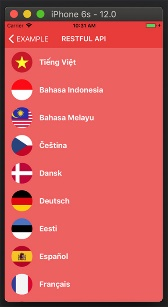 iPhone 6s - 12.0
Carrier 10:21 AM
EXAMPLE RESTFUL API
Tiếng Việt
Bahasa Indonesia
Bahasa Melayu
Čeština
Dansk
Deutsch
Eesti
Español
Français